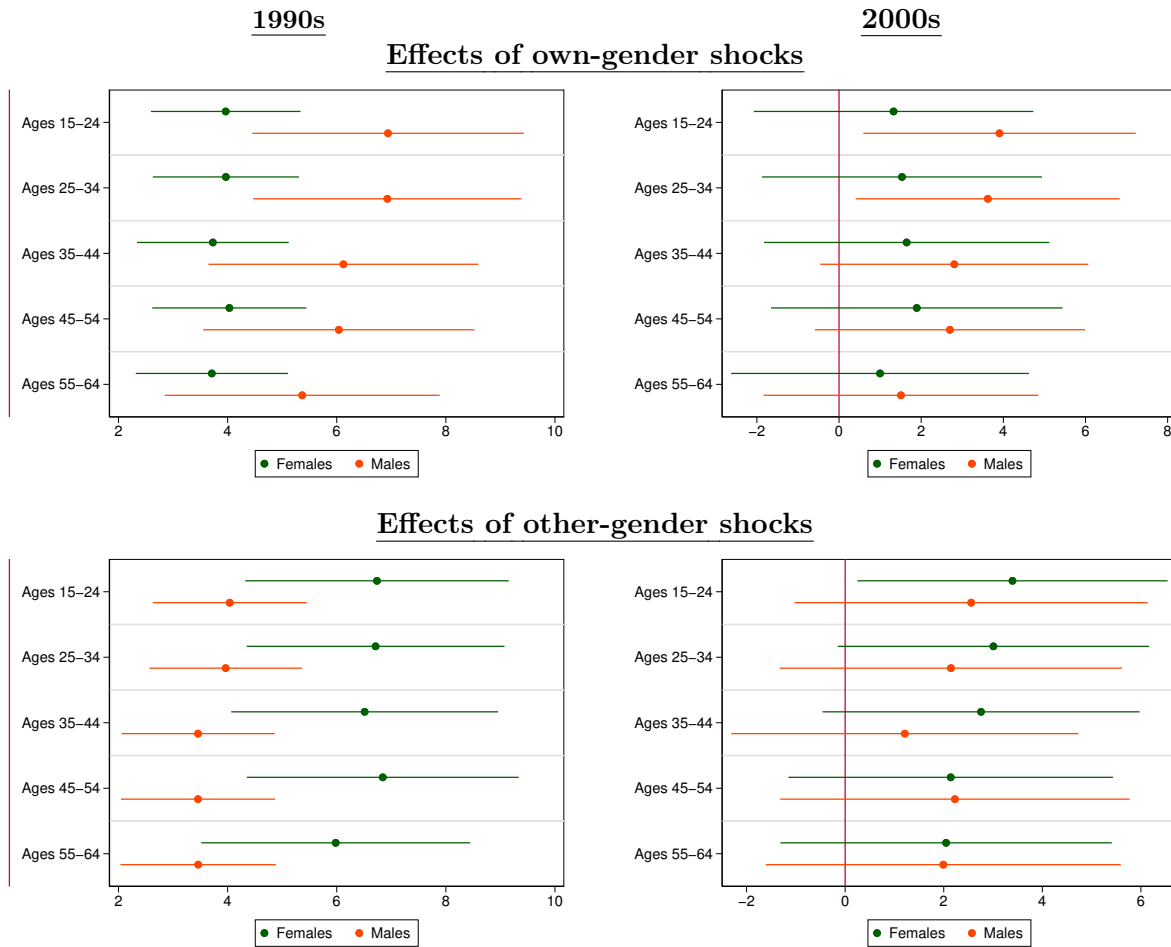 1990s
2000s
Effects of own-gender shocks
Ages 15−24
Ages 25−34
Ages 35−44
Ages 45−54
Ages 55−64
2 4 6 8 10
Females Males
Ages 15−24
Ages 25−34
Ages 35−44
Ages 45−54
Ages 55−64
−2 0 2 4 6 8
Females Males
Effects of other-gender shocks
Ages 15−24
Ages 25−34
Ages 35−44
Ages 45−54
Ages 55−64
2 4 6 8 10
Females Males
Ages 15−24
Ages 25−34
Ages 35−44
Ages 45−54
Ages 55−64
−2 0 2 4 6
Females Males